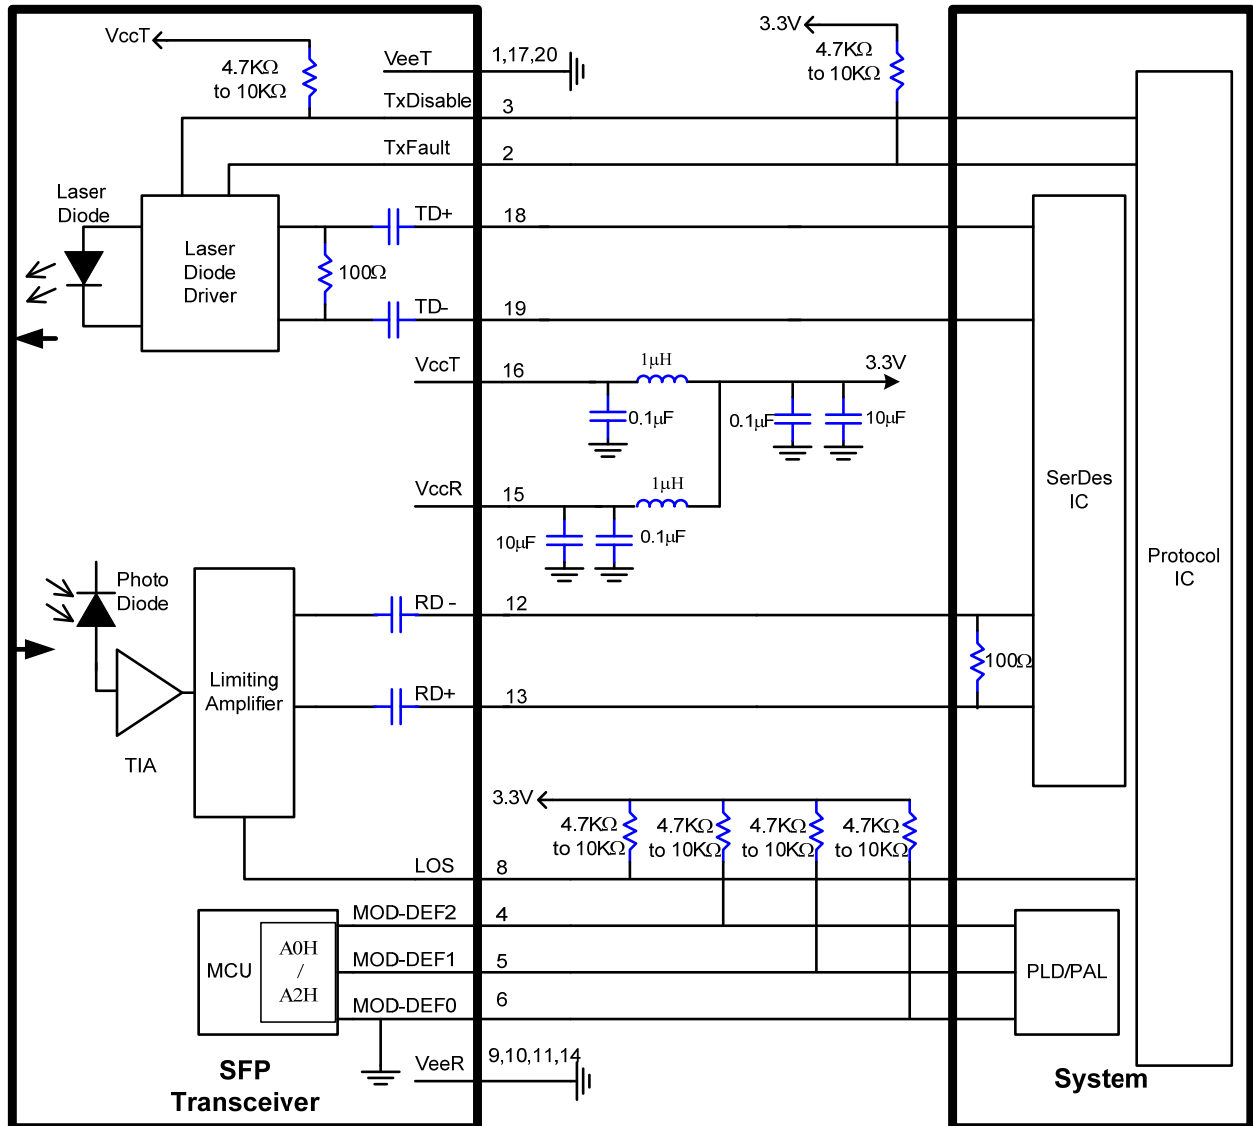 VccT
4.7KΩ
to 10KΩ
VeeT
1,17,20
3.3V
4.7KΩ
to 10KΩ
TxDisable
3
TxFault
2
Laser
Diode
Laser
Diode
Driver
TD+
18
100Ω
TD-
19
VccT
16
1µH
3.3V
0.1µF
0.1µF
10µF
VccR
15
1µH
10µF
0.1µF
SerDes
IC
Protocol
IC
Photo
Diode
RD -
12
Limiting
Amplifier
100Ω
RD+
13
TIA
3.3V
4.7KΩ
to 10KΩ
4.7KΩ
to 10KΩ
4.7KΩ
to 10KΩ
4.7KΩ
to 10KΩ
LOS
8
MOD-DEF2
4
MCU
A0H
/
A2H
MOD-DEF1
5
PLD/PAL
MOD-DEF0
6
VeeR
9,10,11,14
SFP
Transceiver
System